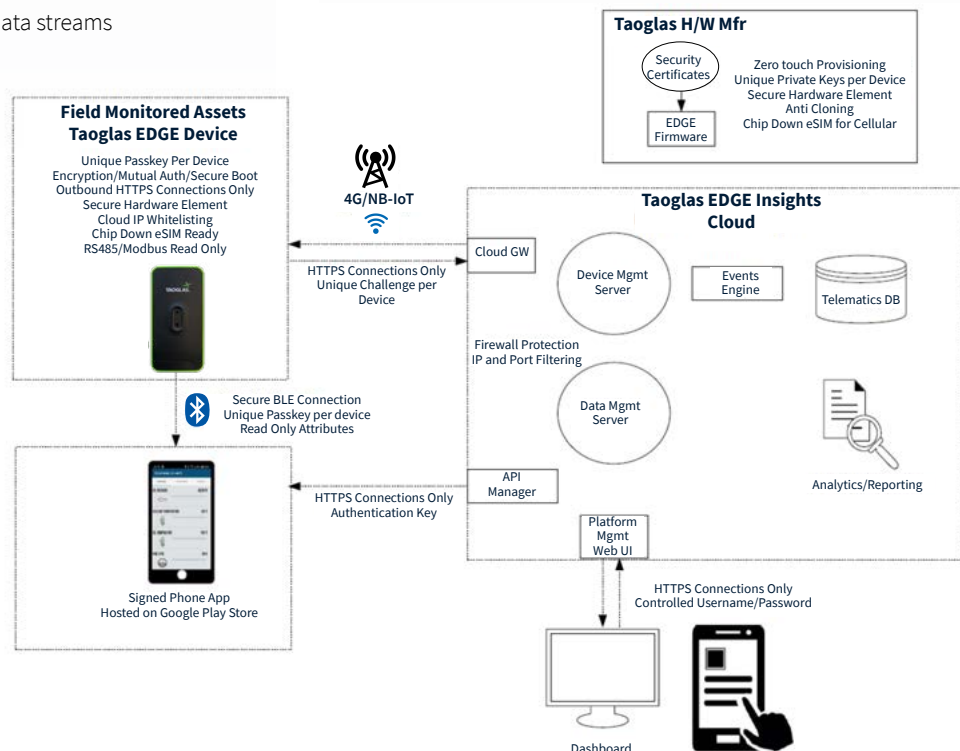 ata streams
Taoglas H/W Mfr
Security
Certificates
EDGE
Firmware
Zero touch Provisioning
Unique Private Keys per Device
Secure Hardware Element
Anti Cloning
Chip Down eSIM for Cellular
Field Monitored Assets
Taoglas EDGE Device
Unique Passkey Per Device
Encryption/Mutual Auth/Secure Boot
Outbound HTTPS Connections Only
Secure Hardware Element
Cloud IP Whitelisting
Chip Down eSIM Ready
RS485/Modbus Read Only
TAOGLAS
4G/NB-IoT
HTTPS Connections Only
Unique Challenge per
Device
Taoglas EDGE Insights
Cloud
Cloud GW
Device Mgmt
Server
Events
Engine
Telematics DB
Firewall Protection
IP and Port Filtering
Data Mgmt
Server
Analytics/Reporting
API
Manager
Platform
Mgmt
Web UI
Secure BLE Connection
Unique Passkey per device
Read Only Attributes
HTTPS Connections Only
Authentication Key
Signed Phone App
Hosted on Google Play Store
HTTPS Connections Only
Controlled Username/Password
Dashboard